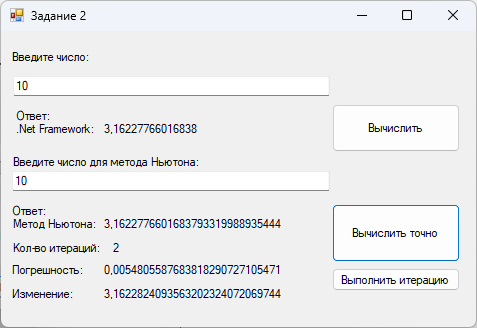 Задание 2
Введите число:
10
Ответ:
.Net Framework: 3,16227766016838
Вычислить
Введите число для метода Ньютона:
10
Ответ:
Метод Ньютона: 3,1622776601683793319988935444
Вычислить точно
Кол-во итераций: 2
Погрешность: 0,0054805587683818290727105471
Выполнить итерацию
Изменение: 3,1622824093563202324072069744